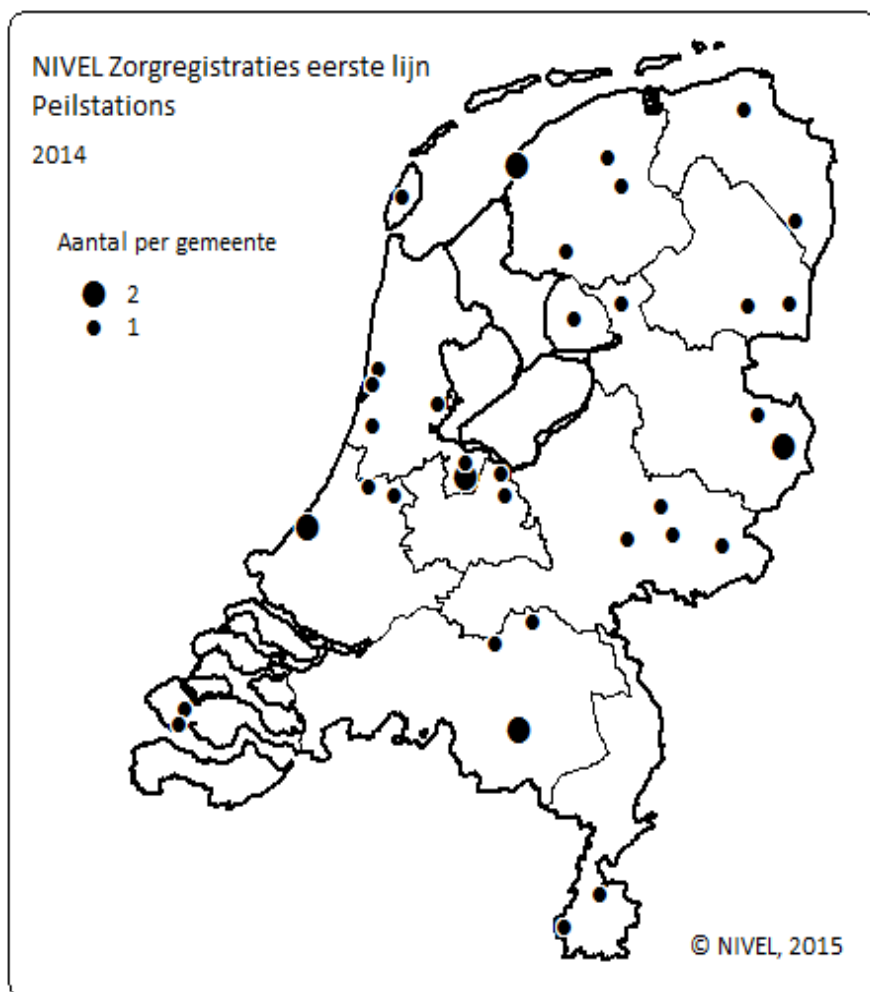 NIVEL Zorgregistraties eerste lijn
Peilstations
2014
Aantal per gemeente
2
1
© NIVEL, 2015